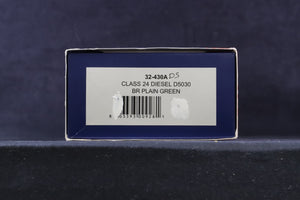 32-430A DS
CLASS 24 DIESEL D5030
BR PLAIN GREEN